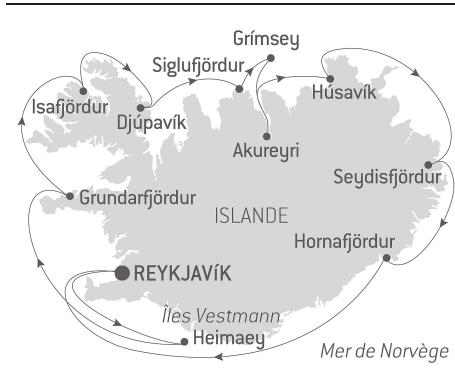 Grímsey
Siglufjördur
Isafjördur
Djúpavík
Húsavík
Akureyri
Seydisfjördur
Grundarfjördur
ISLANDE
Hornafjördur
REYKJAVÍK
Îles Vestmann
Heimaey
Mer de Norvège